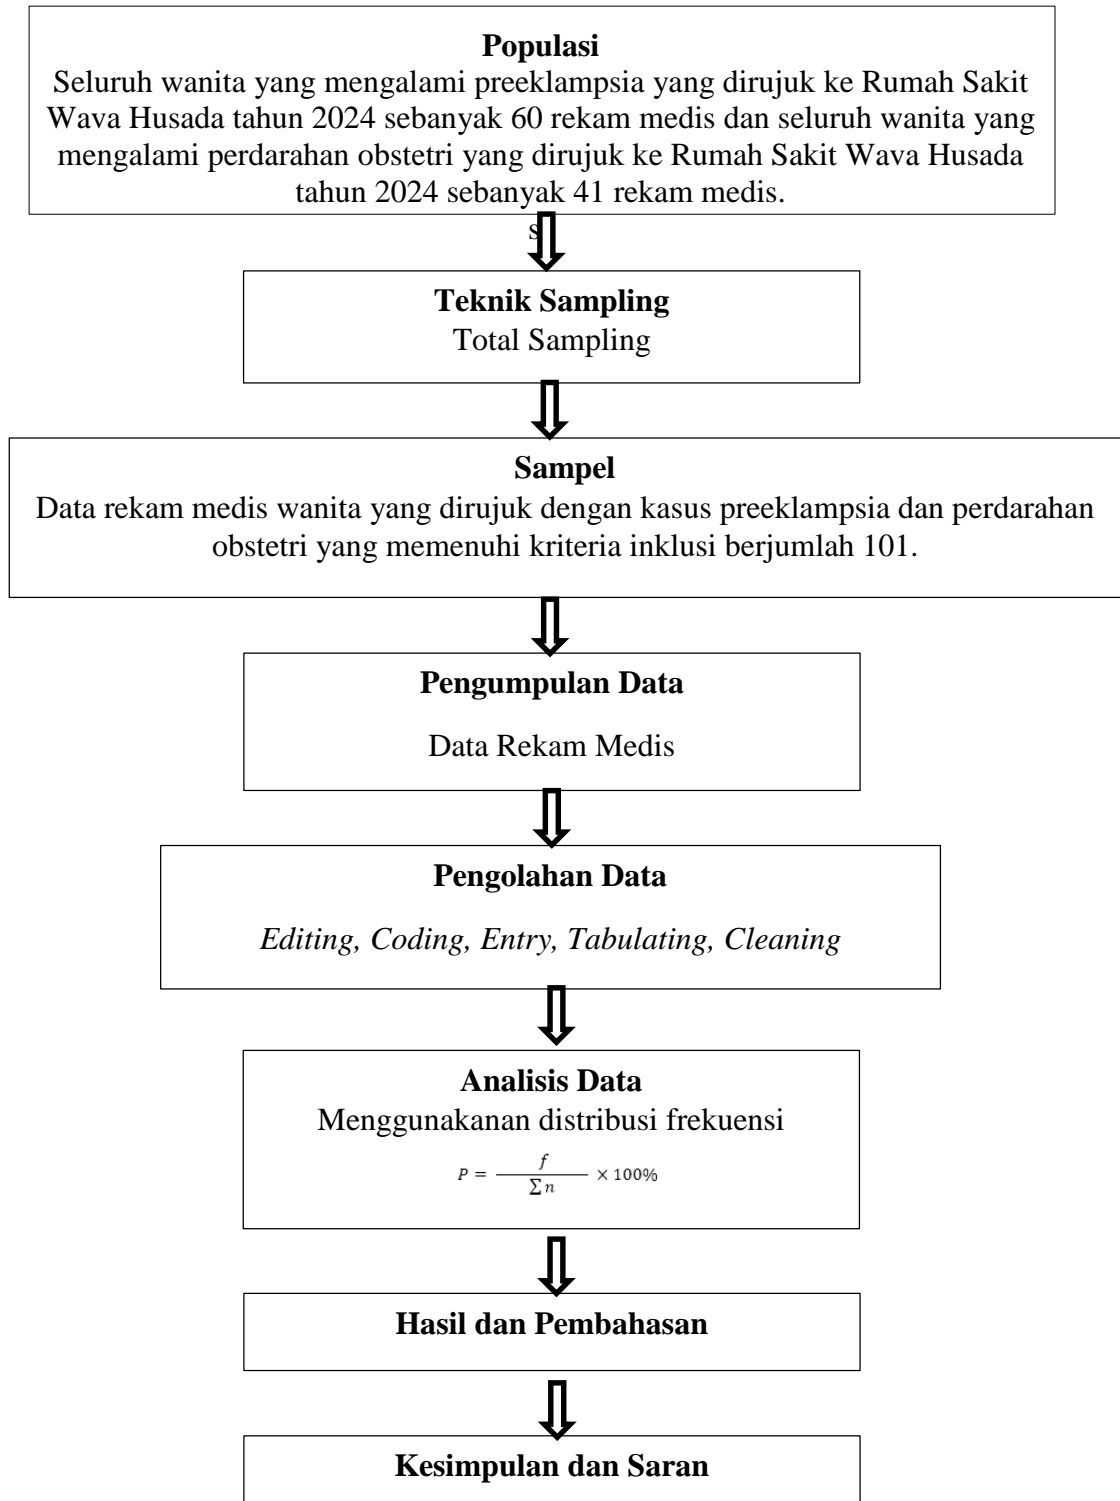 Populasi
Seluruh wanita yang mengalami preeklampsia yang dirujuk ke Rumah Sakit
Wava Husada tahun 2024 sebanyak 60 rekam medis dan seluruh wanita yang
mengalami perdarahan obstetri yang dirujuk ke Rumah Sakit Wava Husada
tahun 2024 sebanyak 41 rekam medis.
s
Teknik Sampling
Total Sampling
Sampel
Data rekam medis wanita yang dirujuk dengan kasus preeklampsia dan perdarahan
obstetri yang memenuhi kriteria inklusi berjumlah 101.
Pengumpulan Data
Data Rekam Medis
Pengolahan Data
Editing, Coding, Entry, Tabulating, Cleaning
Analisis Data
Menggunakanan distribusi frekuensi
P = f / ∑ n × 100%
Hasil dan Pembahasan
Kesimpulan dan Saran